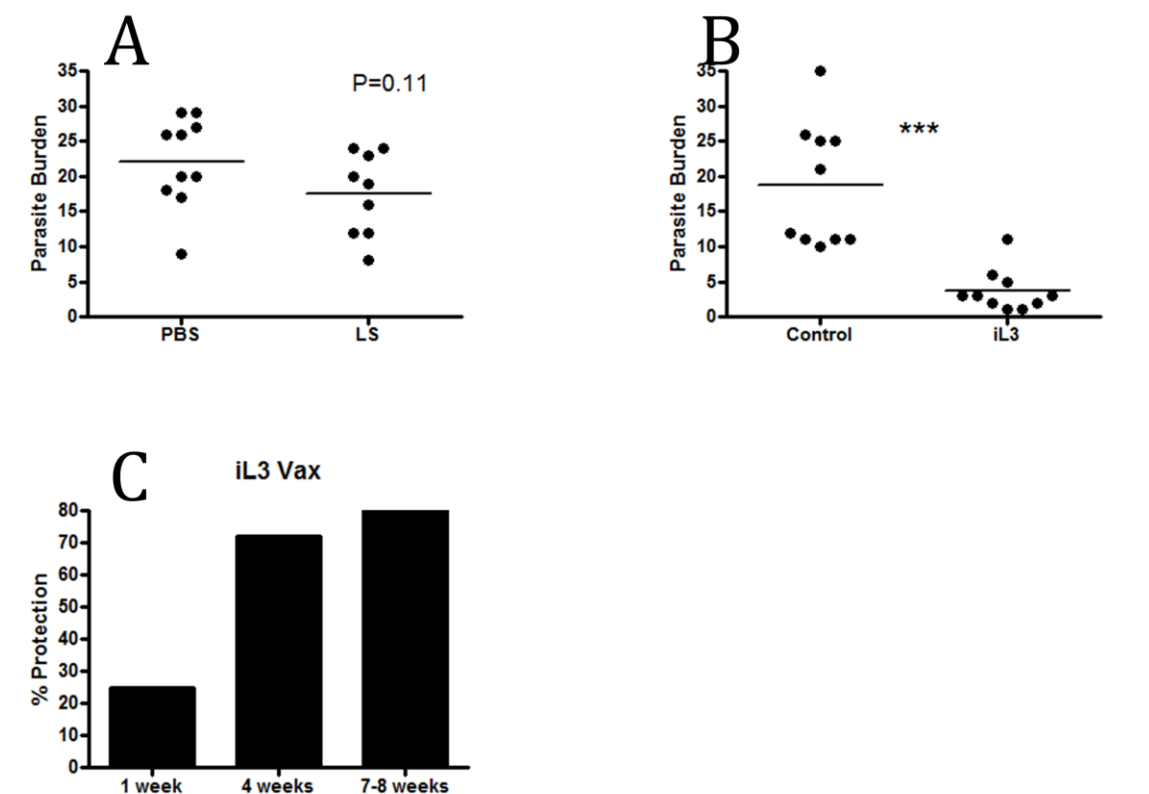 A
P=0.11
Parasite Burden
35
30
25
20
15
10
5
0
PBS LS
B
***
Parasite Burden
35
30
25
20
15
10
5
0
Control iL3
C
iL3 Vax
% Protection
80
70
60
50
40
30
20
10
0
1 week 4 weeks 7-8 weeks